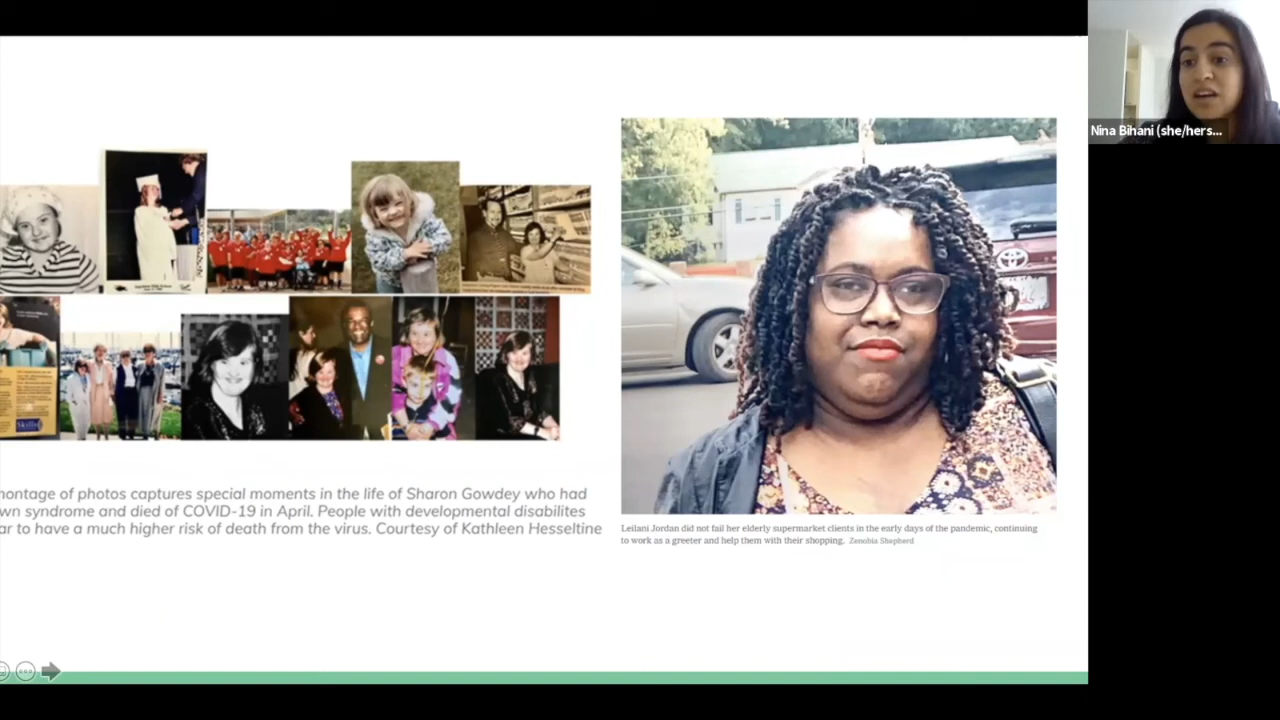 Nina Bihani (she/hers...
Skills
montage of photos captures special moments in the life of Sharon Gowdey who had
wn syndrome and died of COVID-19 in April. People with developmental disabilites
ar to have a much higher risk of death from the virus. Courtesy of Kathleen Hesseltine
Leilani Jordan did not fail her elderly supermarket clients in the early days of the pandemic, continuing
to work as a greeter and help them with their shopping. Zenobia Shepherd